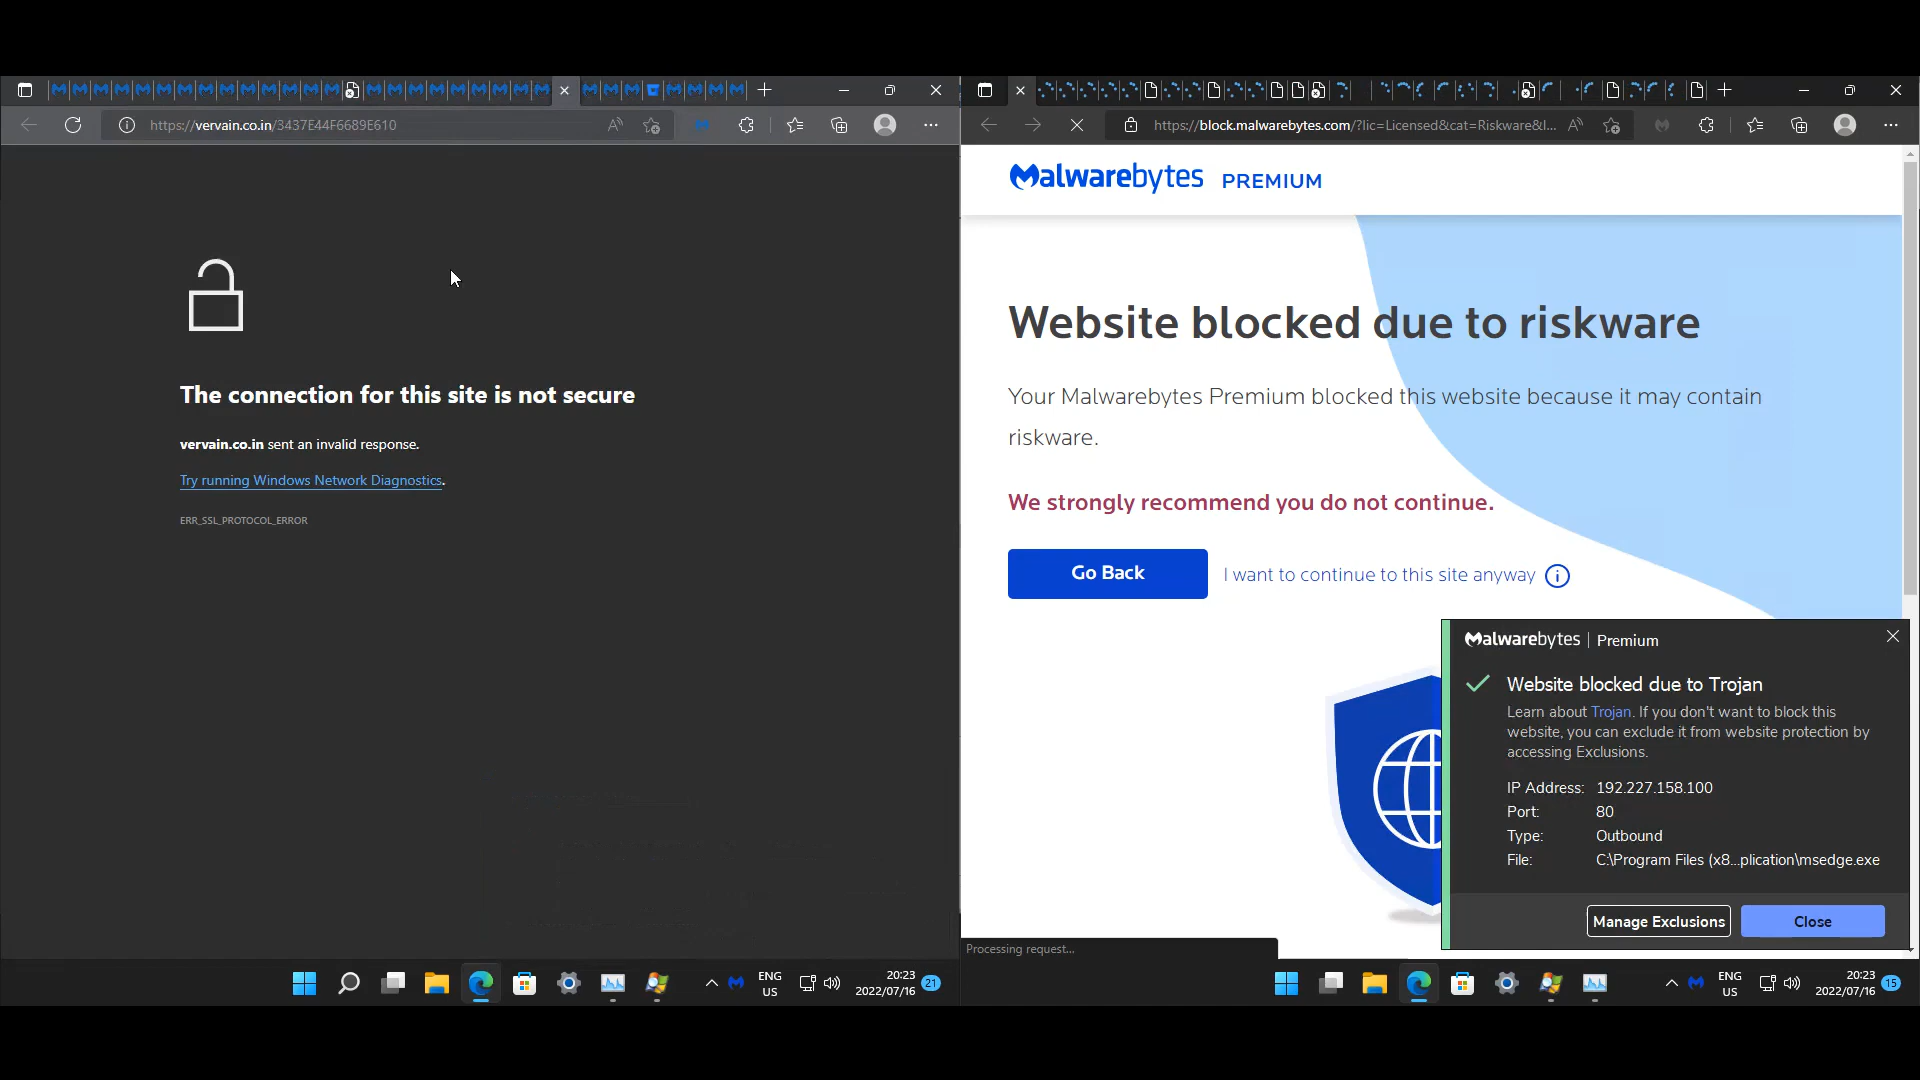 https://vervain.co.in/3437E44F6689E610
The connection for this site is not secure
vervain.co.in sent an invalid response.
Try running Windows Network Diagnostics.
ERR_SSL_PROTOCOL_ERROR
ENG
US
20:23
2022/07/16
21
https://block.malwarebytes.com/?lic=Licensed&cat=Riskware&l...
Malwarebytes PREMIUM
Website blocked due to riskware
Your Malwarebytes Premium blocked this website because it may contain
riskware.
We strongly recommend you do not continue.
Go Back
I want to continue to this site anyway
Malwarebytes | Premium
Website blocked due to Trojan
Learn about Trojan. If you don't want to block this
website, you can exclude it from website protection by
accessing Exclusions.
IP Address: 192.227.158.100
Port: 80
Type: Outbound
File: C:\Program Files (x8...plication\msedge.exe
Manage Exclusions
Close
Processing request...
ENG
US
20:23
2022/07/16
15